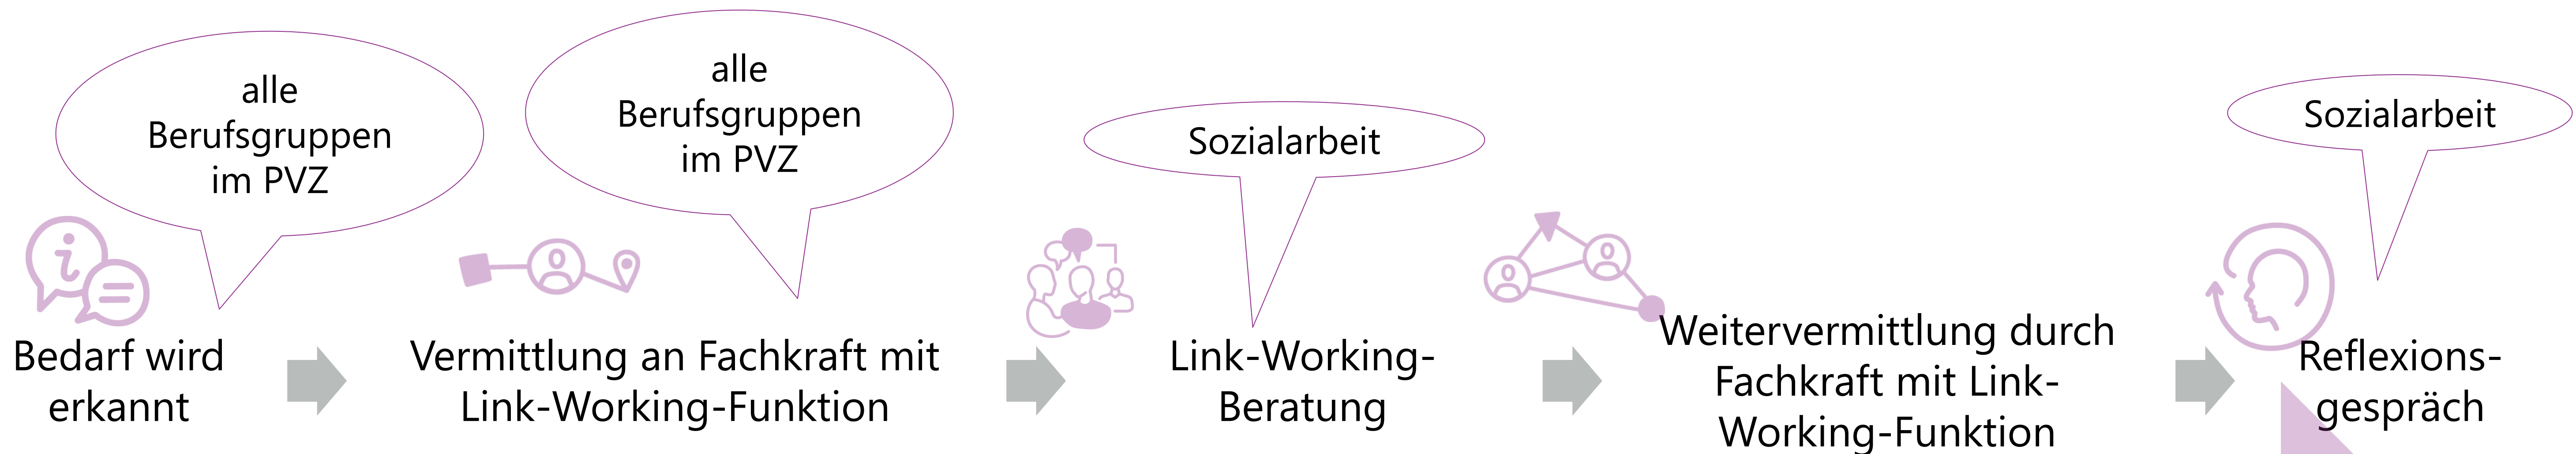 alle
Berufsgruppen
im PVZ
alle
Berufsgruppen
im PVZ
Sozialarbeit
Sozialarbeit
Bedarf wird
erkannt
Vermittlung an Fachkraft mit
Link-Working-Funktion
Link-Working-
Beratung
Weitervermittlung durch
Fachkraft mit Link-
Working-Funktion
Reflexions-
gespräch